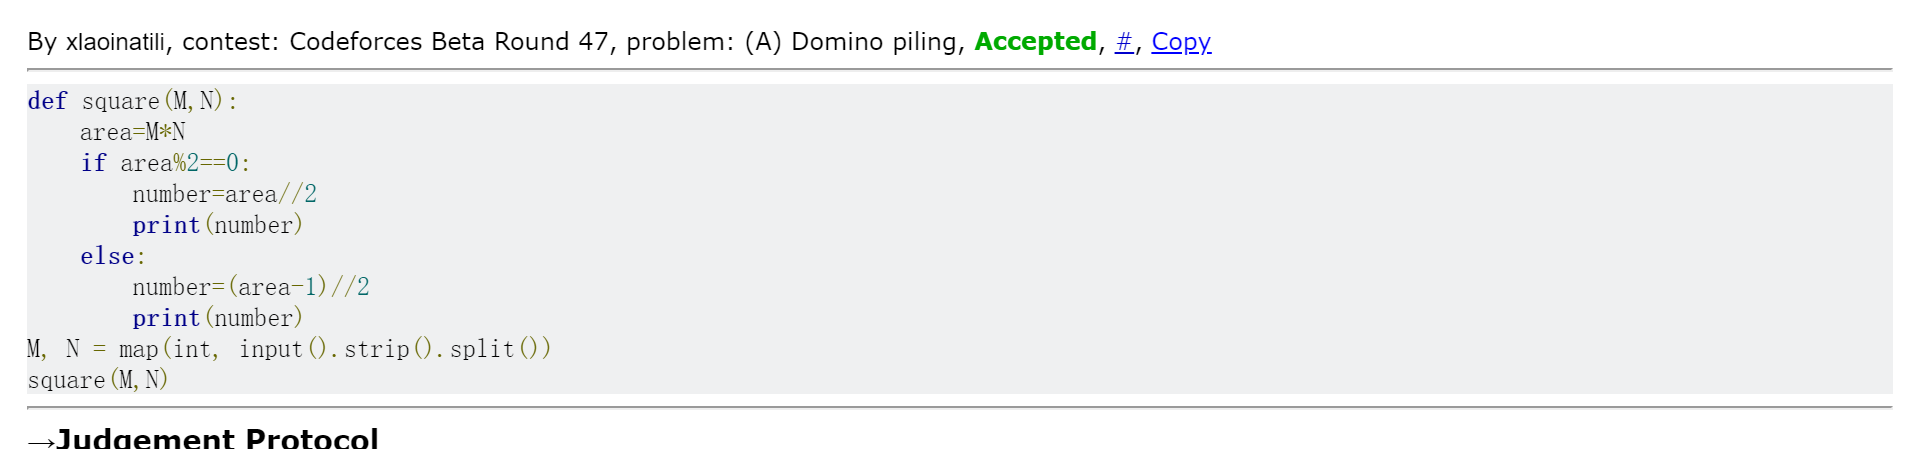 By xlaoinatili, contest: Codeforces Beta Round 47, problem: (A) Domino piling, Accepted, #, Copy
def square(M,N):
    area=M*N
    if area%2==0:
        number=area//2
        print(number)
    else:
        number=(area-1)//2
        print(number)
M, N = map(int, input().strip().split())
square(M,N)
→Judgement Protocol